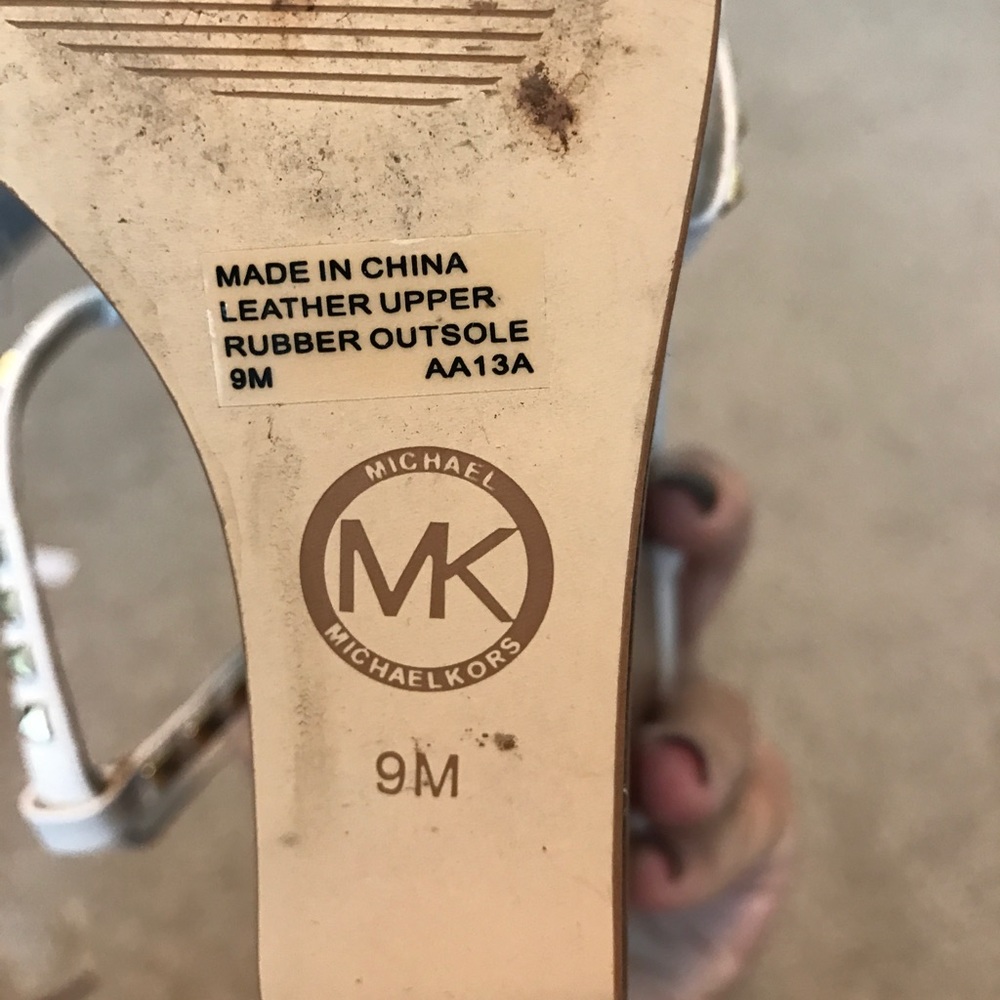 MADE IN CHINA
LEATHER UPPER
RUBBER OUTSOLE
9M AA13A
MICHAEL
MK
MICHAELKORS
9M